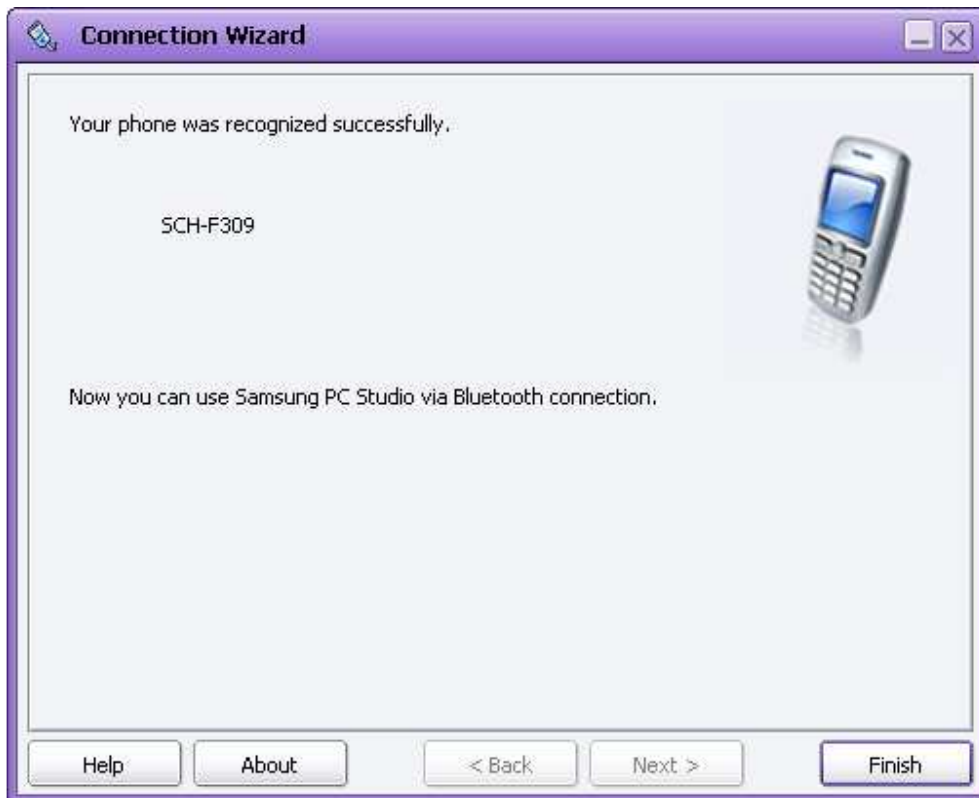 Connection Wizard
Your phone was recognized successfully.
SCH-F309
Now you can use Samsung PC Studio via Bluetooth connection.
Help About < Back Next > Finish